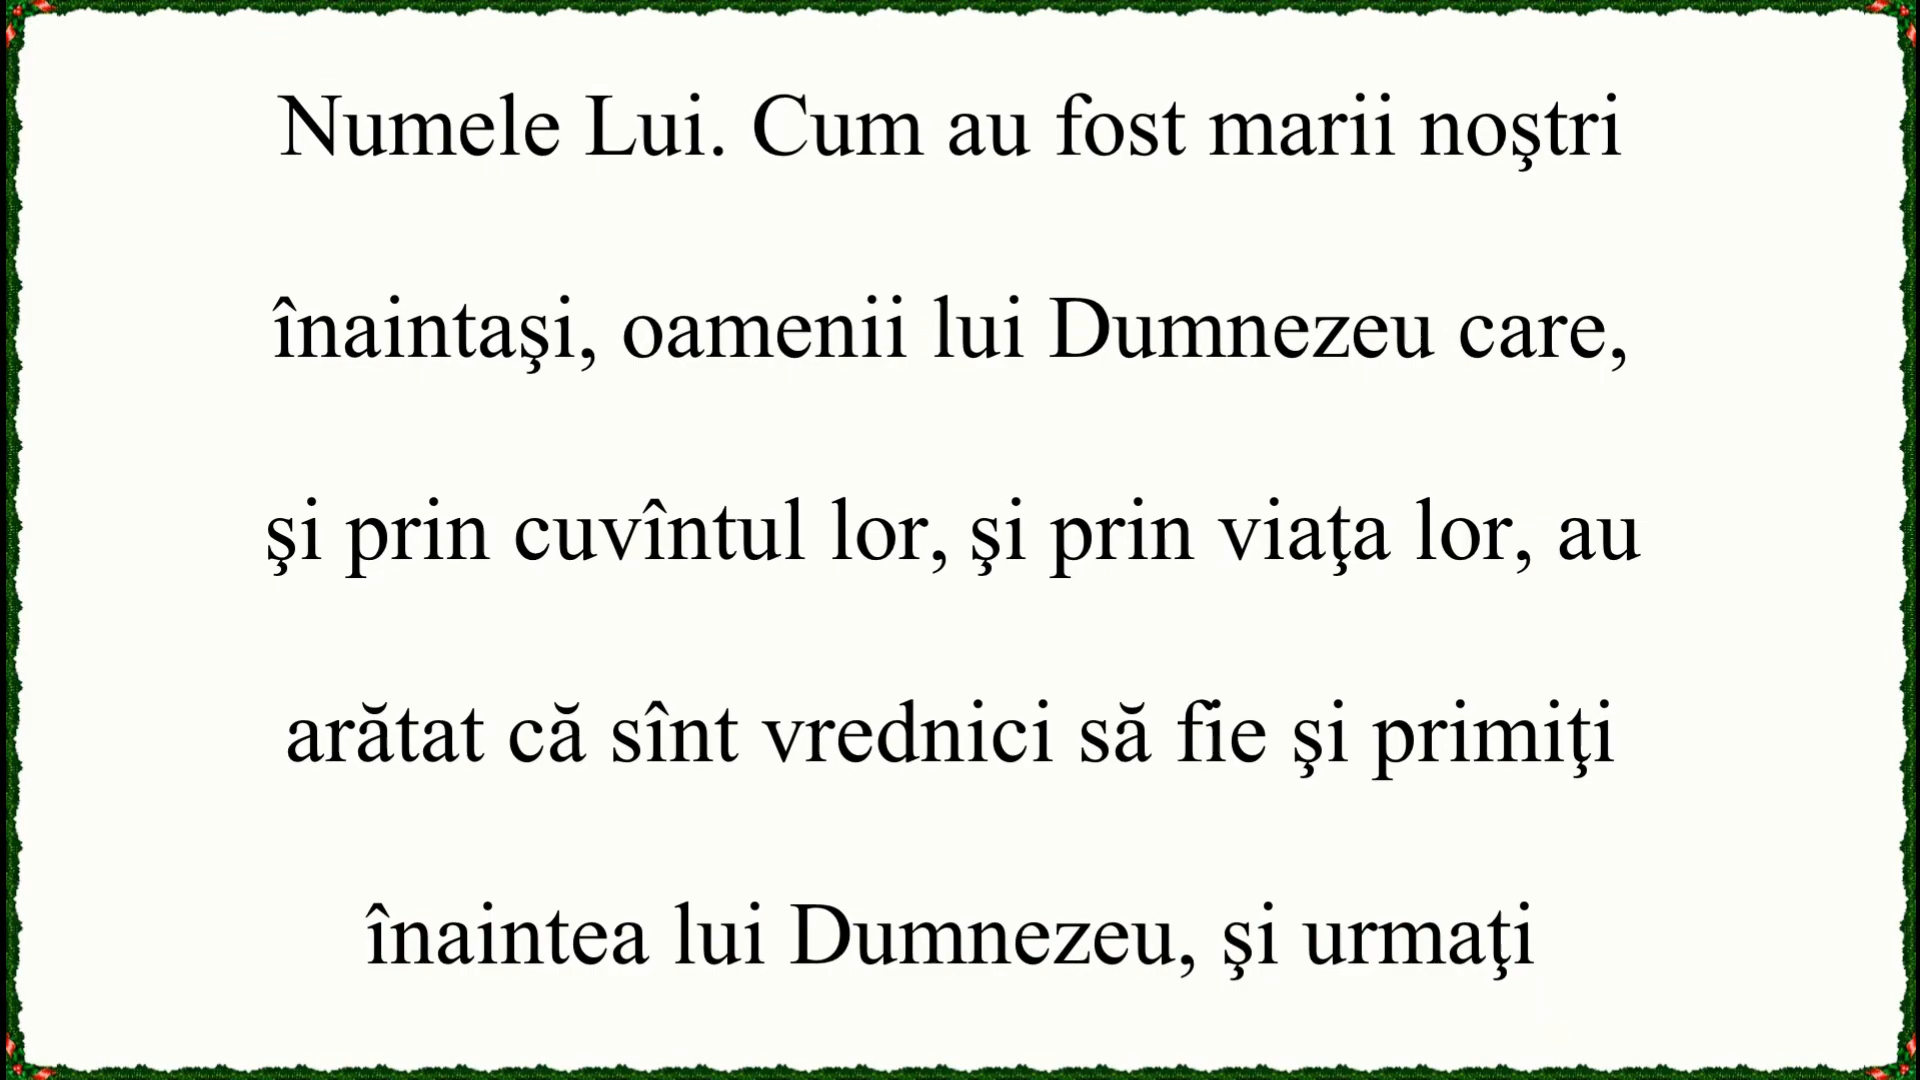 Numele Lui. Cum au fost marii noştri
înaintaşi, oamenii lui Dumnezeu care,
şi prin cuvîntul lor, şi prin viaţa lor, au
arătat că sînt vrednici să fie şi primiţi
înaintea lui Dumnezeu, şi urmaţi